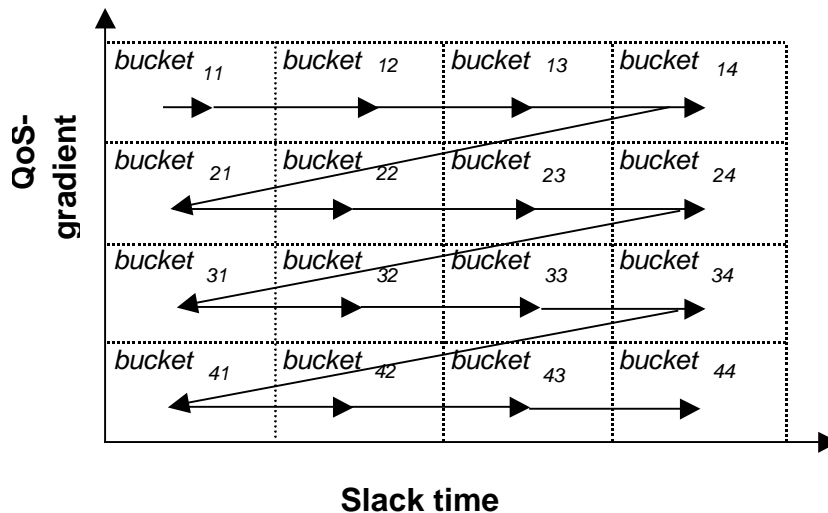 bucket 11 bucket 12 bucket 13 bucket 14
QoS-
gradient
bucket 21 bucket 22 bucket 23 bucket 24
bucket 31 bucket 32 bucket 33 bucket 34
bucket 41 bucket 42 bucket 43 bucket 44
Slack time